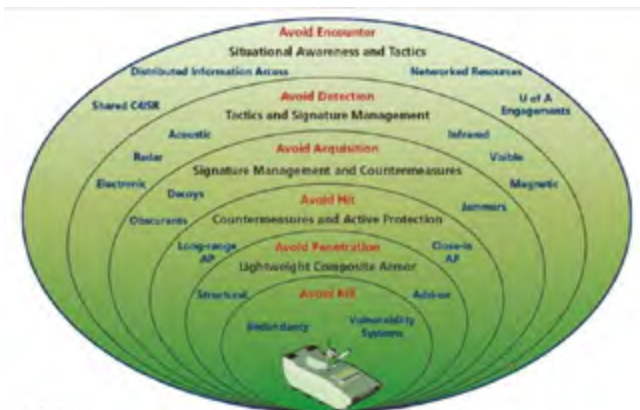 Avoid Encounter
Situational Awareness and Tactics
Distributed Information Access
Networked Resources
Shared C4ISR
U of A
Engagements
Avoid Detection
Tactics and Signature Management
Acoustic
Infrared
Radar
Visible
Electronic
Magnetic
Avoid Acquisition
Signature Management and Countermeasures
Decoys
Jammers
Obscurants
Avoid Hit
Countermeasures and Active Protection
Long-range
AP
Close-in
AP
Avoid Penetration
Lightweight Composite Armor
Structural
Add-on
Avoid Kill
Redundancy
Vulnerability
Systems